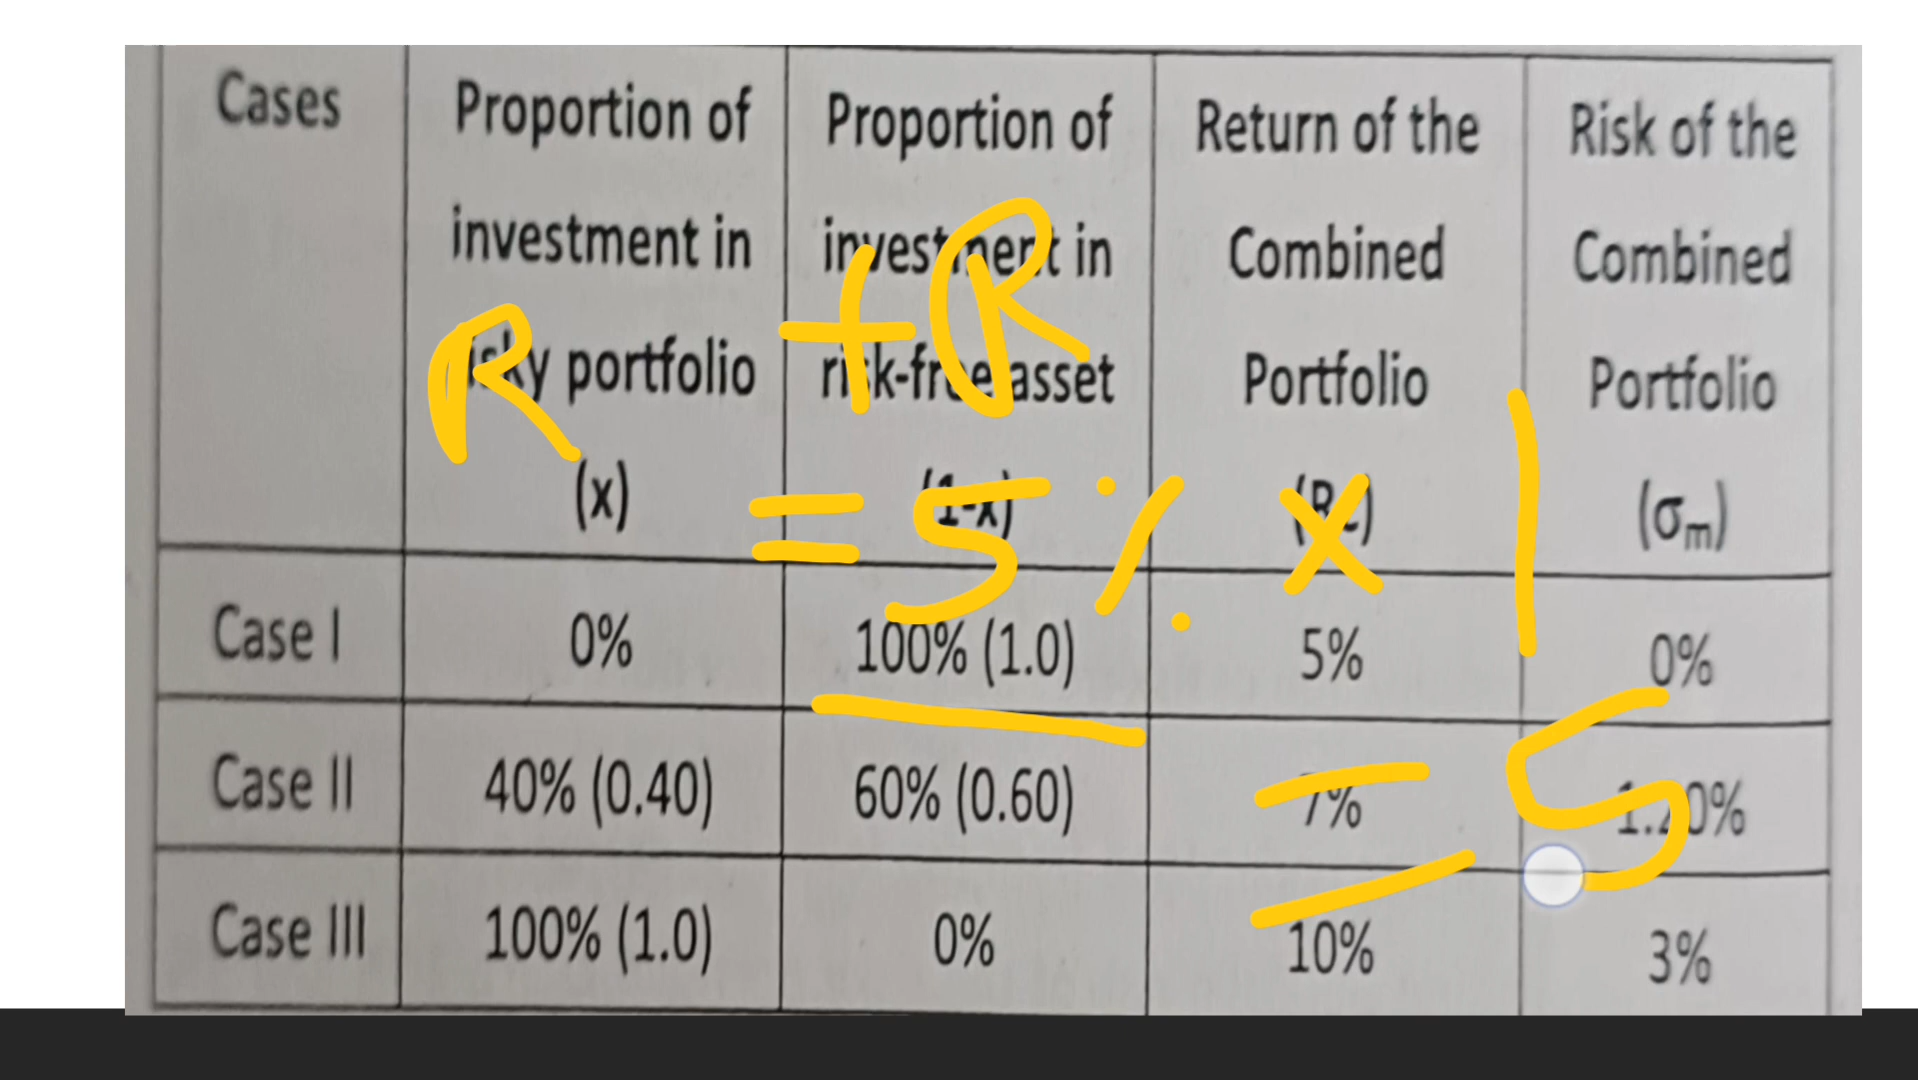 Cases Proportion of Proportion of Return of the Risk of the
investment in investment in Combined Combined
risky portfolio risk-free asset Portfolio Portfolio
(x) (1-x) (σm)
Case I 0% 100% (1.0) 5% 0%
Case II 40% (0.40) 60% (0.60) 7% 1.20%
Case III 100% (1.0) 0% 10% 3%
R + R
= 5% x 1
= 5